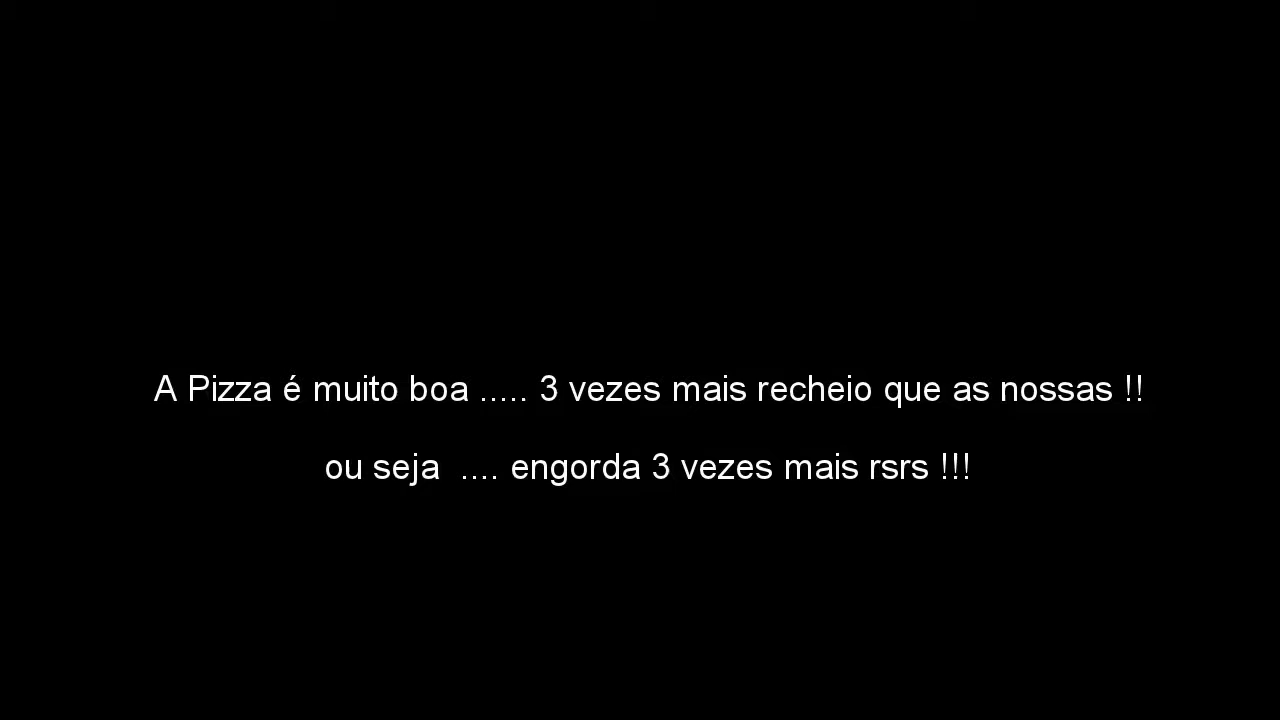 A Pizza é muito boa ..... 3 vezes mais recheio que as nossas !!
ou seja  .... engorda 3 vezes mais rsrs !!!